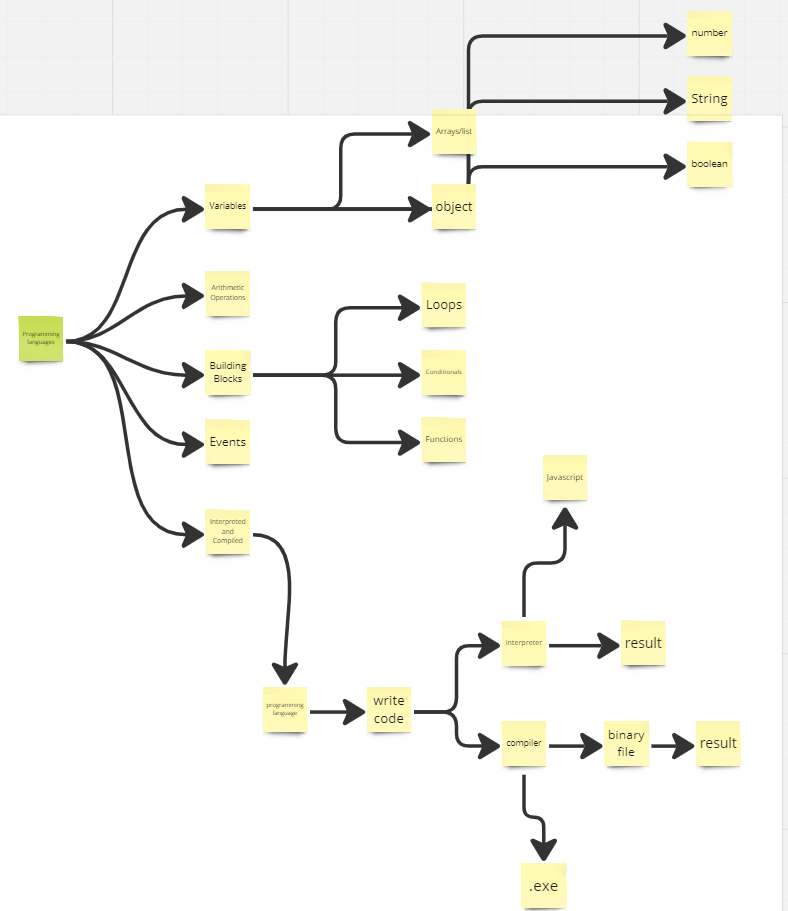 number
String
Arrays/list
boolean
Variables
object
Arithmetic
Operations
Loops
Programming
languages
Building
Blocks
Conditionals
Events
Functions
Javascript
Interpreted
and
Compiled
interpreter
result
programming
language
write
code
compiler
binary
file
result
.exe